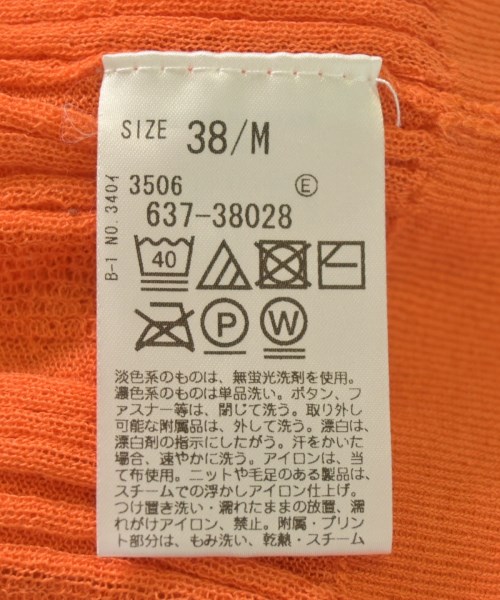 SIZE 38/M
3506 Ⓔ
637-38028
B-1 NO.3401
40
P W
淡色系のものは、無蛍光洗剤を使用。
濃色系のものは単品洗い。ボタン、フ
ァスナー等は、閉じて洗う。取り外し
可能な附属品は、外して洗う。漂白は、
漂白剤の指示にしたがう。汗をかいた
場合、速やかに洗う。アイロンは、当
て布使用。ニットや毛足のある製品は、
スチームでの浮かしアイロン仕上げ。
つけ置き洗い・濡れたままの放置、濡
れがけアイロン、禁止。附属・プリン
ト部分は、もみ洗い、乾熱・スチーム